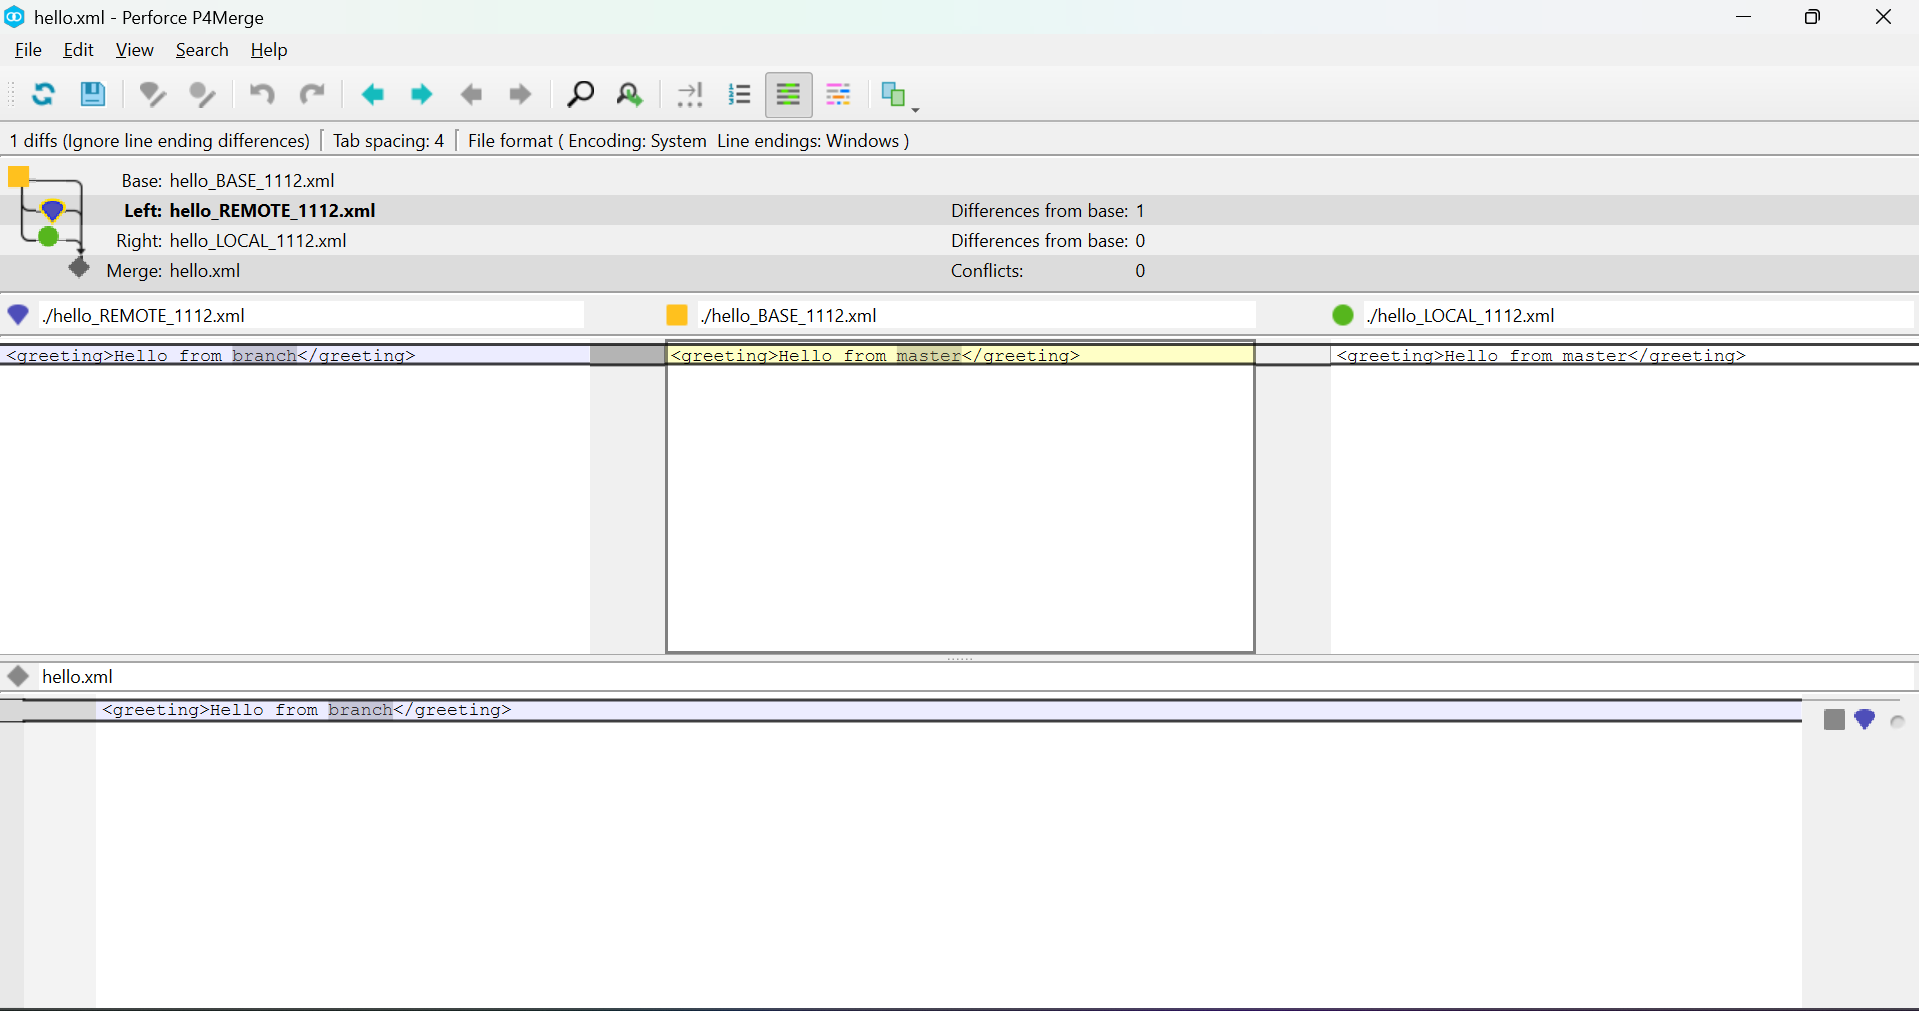 hello.xml - Perforce P4Merge
File Edit View Search Help
1 diffs (Ignore line ending differences) Tab spacing: 4 File format ( Encoding: System Line endings: Windows )
Base: hello_BASE_1112.xml
Left: hello_REMOTE_1112.xml Differences from base: 1
Right: hello_LOCAL_1112.xml Differences from base: 0
Merge: hello.xml Conflicts: 0
./hello_REMOTE_1112.xml ./hello_BASE_1112.xml ./hello_LOCAL_1112.xml
<greeting>Hello from branch</greeting> <greeting>Hello from master</greeting> <greeting>Hello from master</greeting>
hello.xml
<greeting>Hello from branch</greeting>